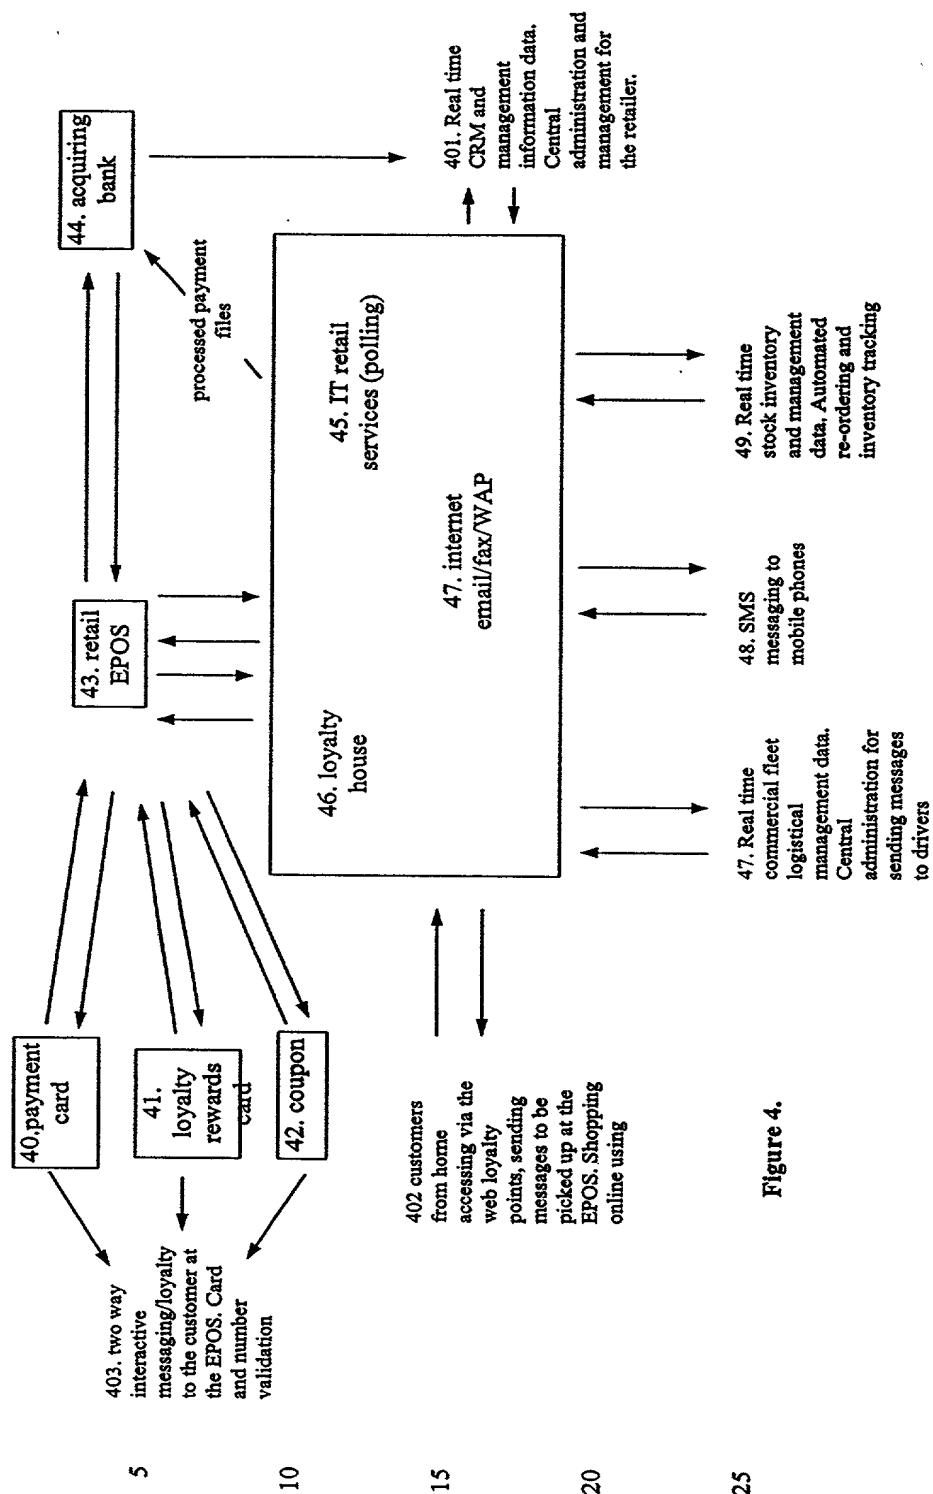 403. two way
interactive
messaging/loyalty
to the customer at
the EPOS. Card
and number
validation
40.payment
card
41.
loyalty
rewards
card
42. coupon
43. retail
EPOS
44. acquiring
bank
processed payment
files
401. Real time
CRM and
management
information data.
Central
administration and
management for
the retailer.
46. loyalty
house
45. IT retail
services (polling)
47. internet
email/fax/WAP
402 customers
from home
accessing via the
web loyalty
points, sending
messages to be
picked up at the
EPOS. Shopping
online using
47. Real time
commercial fleet
logistical
management data.
Central
administration for
sending messages
to drivers
48. SMS
messaging to
mobile phones
49. Real time
stock inventory
and management
data. Automated
re-ordering and
inventory tracking
Figure 4.
5
10
15
20
25